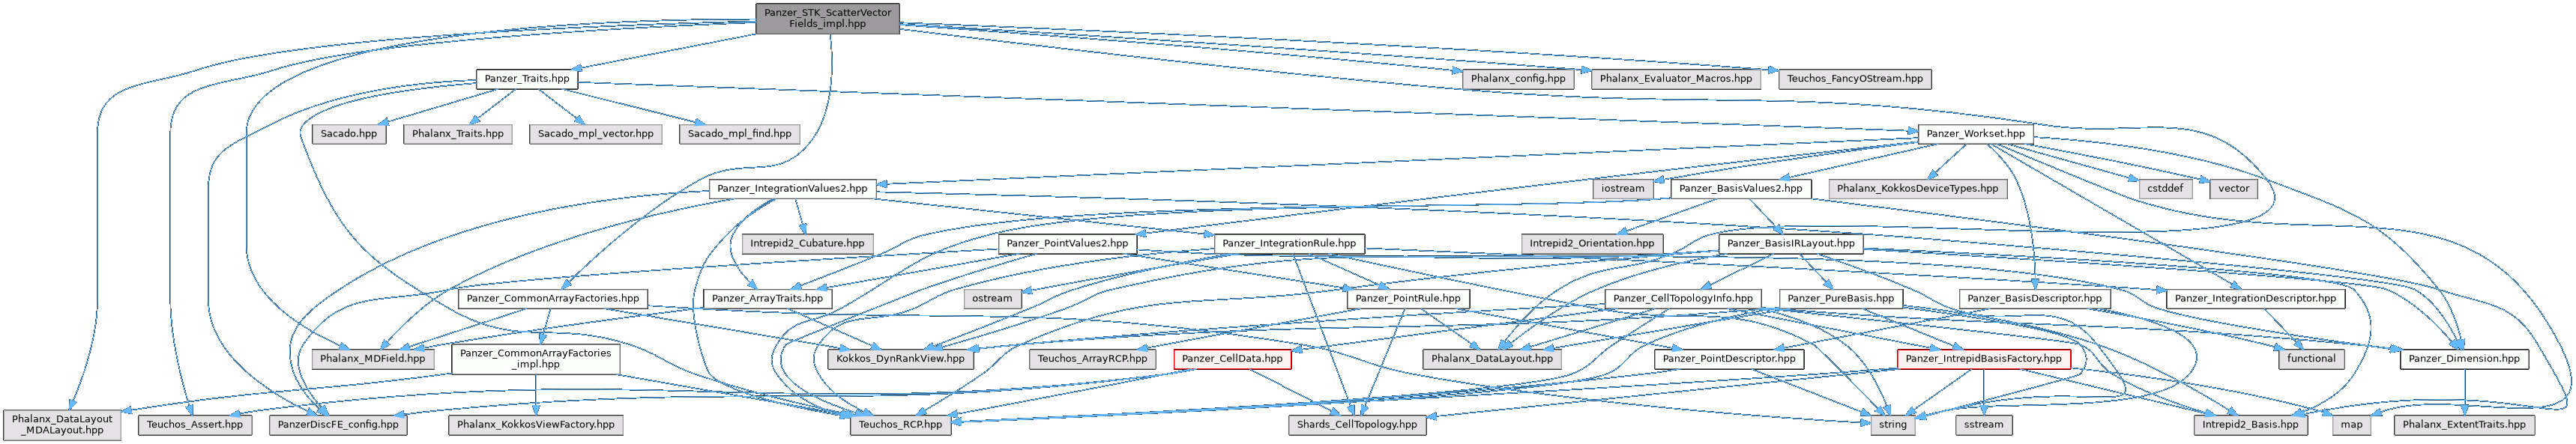 Panzer_STK_ScatterVector
Fields_impl.hpp
Panzer_Traits.hpp
Phalanx_config.hpp
Phalanx_Evaluator_Macros.hpp
Teuchos_FancyOStream.hpp
Sacado.hpp
Phalanx_Traits.hpp
Sacado_mpl_vector.hpp
Sacado_mpl_find.hpp
Panzer_Workset.hpp
Panzer_IntegrationValues2.hpp
iostream
Panzer_BasisValues2.hpp
Phalanx_KokkosDeviceTypes.hpp
cstddef
vector
Intrepid2_Cubature.hpp
Panzer_PointValues2.hpp
Panzer_IntegrationRule.hpp
Intrepid2_Orientation.hpp
Panzer_BasisIRLayout.hpp
Panzer_CommonArrayFactories.hpp
Panzer_ArrayTraits.hpp
ostream
Panzer_PointRule.hpp
Panzer_CellTopologyInfo.hpp
Panzer_PureBasis.hpp
Panzer_BasisDescriptor.hpp
Panzer_IntegrationDescriptor.hpp
Phalanx_MDField.hpp
Panzer_CommonArrayFactories
_impl.hpp
Kokkos_DynRankView.hpp
Teuchos_ArrayRCP.hpp
Panzer_CellData.hpp
Phalanx_DataLayout.hpp
Panzer_PointDescriptor.hpp
Panzer_IntrepidBasisFactory.hpp
functional
Panzer_Dimension.hpp
Phalanx_DataLayout
_MDALayout.hpp
Teuchos_Assert.hpp
PanzerDiscFE_config.hpp
Phalanx_KokkosViewFactory.hpp
Teuchos_RCP.hpp
Shards_CellTopology.hpp
string
sstream
Intrepid2_Basis.hpp
map
Phalanx_ExtentTraits.hpp